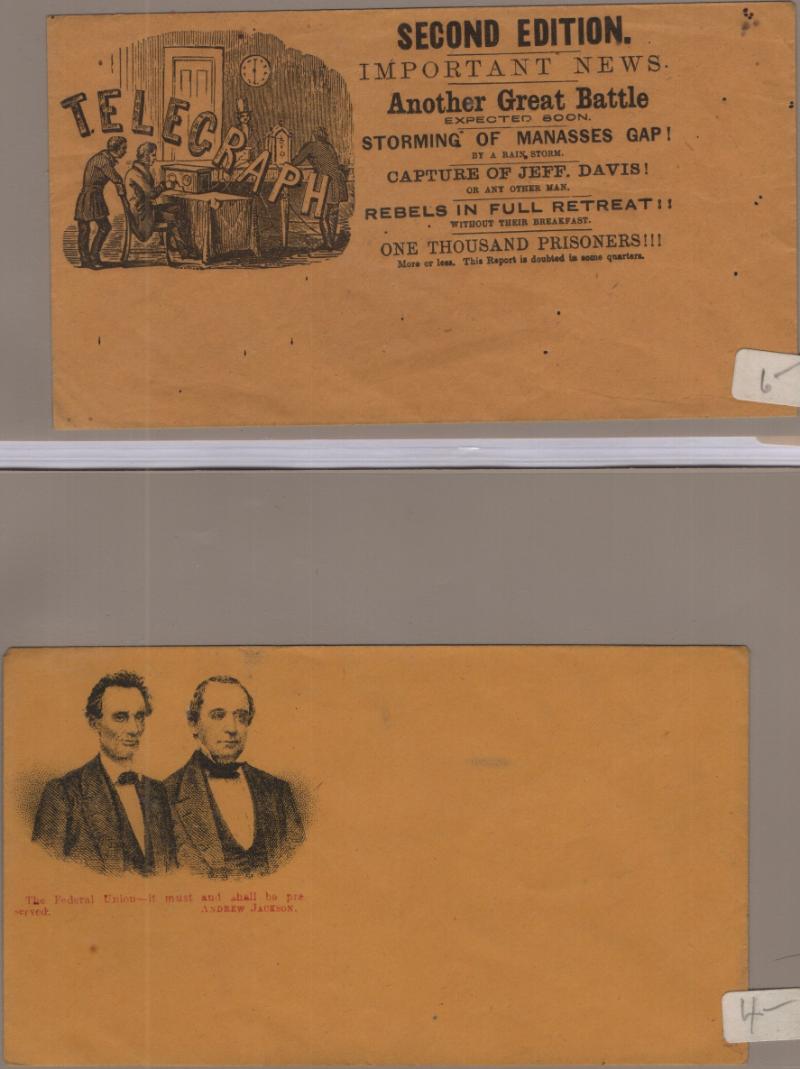 TELEGRAPH
SECOND EDITION.
IMPORTANT NEWS.
Another Great Battle
EXPECTED SOON.
STORMING OF MANASSES GAP!
BY A RAIN STORM.
CAPTURE OF JEFF. DAVIS!
OR ANY OTHER MAN.
REBELS IN FULL RETREAT!!
WITHOUT THEIR BREAKFAST.
ONE THOUSAND PRISONERS!!!
More or less. This Report is doubted in some quarters.
6-
The Federal Union—it must and shall be pre
served. ANDREW JACKSON.
4-